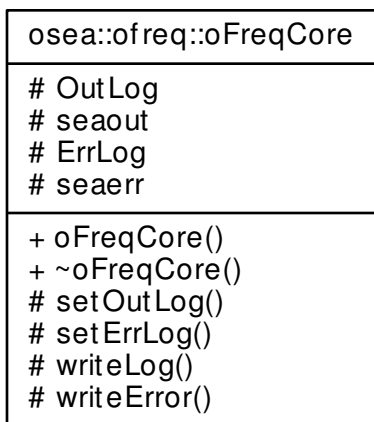 osea::ofreq::oFreqCore
# OutLog
# seaout
# ErrLog
# seaerr
+ oFreqCore()
+ ~oFreqCore()
# setOutLog()
# setErrLog()
# writeLog()
# writeError()